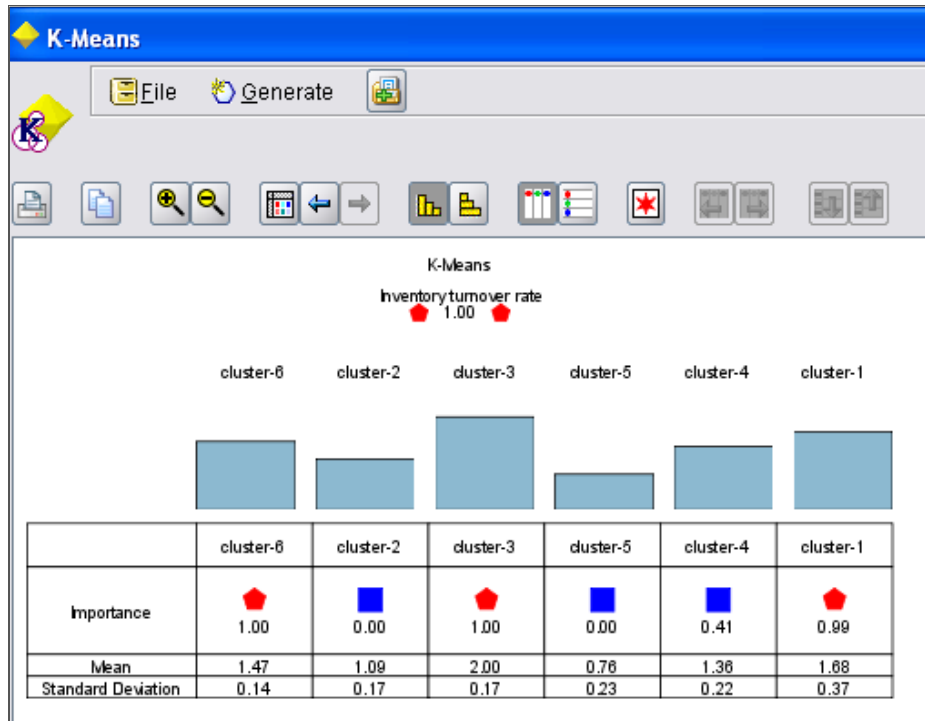 K-Means
File Generate
K
K-Means
Inventory turnover rate
1.00
cluster-6 cluster-2 cluster-3 cluster-5 cluster-4 cluster-1
cluster-6 cluster-2 cluster-3 cluster-5 cluster-4 cluster-1
Importance
1.00 0.00 1.00 0.00 0.41 0.99
Mean 1.47 1.09 2.00 0.76 1.36 1.68
Standard Deviation 0.14 0.17 0.17 0.23 0.22 0.37